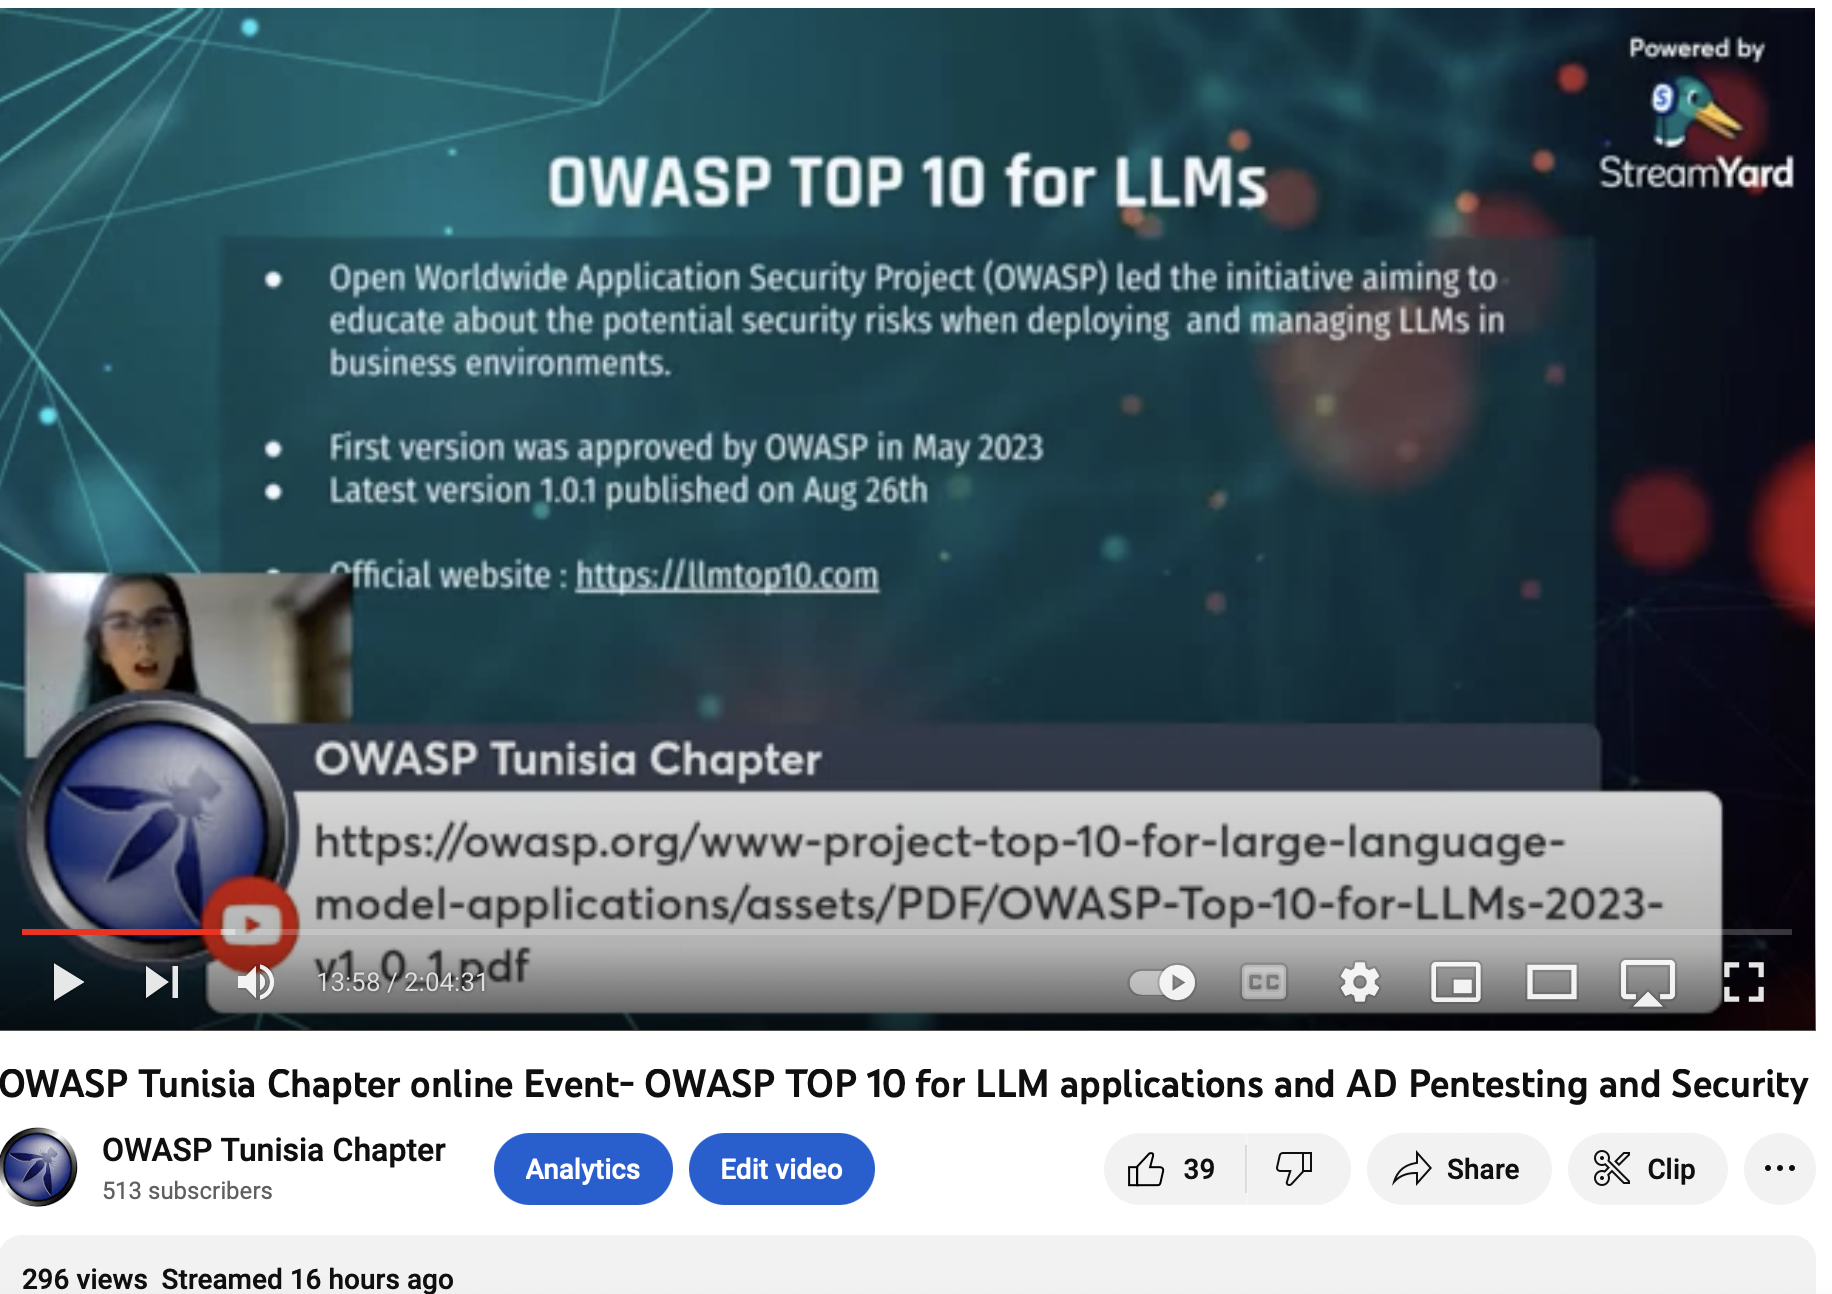 Powered by
StreamYard
OWASP TOP 10 for LLMs
● Open Worldwide Application Security Project (OWASP) led the initiative aiming to
educate about the potential security risks when deploying and managing LLMs in
business environments.
● First version was approved by OWASP in May 2023
● Latest version 1.0.1 published on Aug 26th
Official website : https://llmtop10.com
OWASP Tunisia Chapter
https://owasp.org/www-project-top-10-for-large-language-
model-applications/assets/PDF/OWASP-Top-10-for-LLMs-2023-
v1_0_1.pdf
13:58 / 2:04:31
CC
OWASP Tunisia Chapter online Event- OWASP TOP 10 for LLM applications and AD Pentesting and Security
OWASP Tunisia Chapter
513 subscribers
Analytics
Edit video
39
Share
Clip
296 views Streamed 16 hours ago